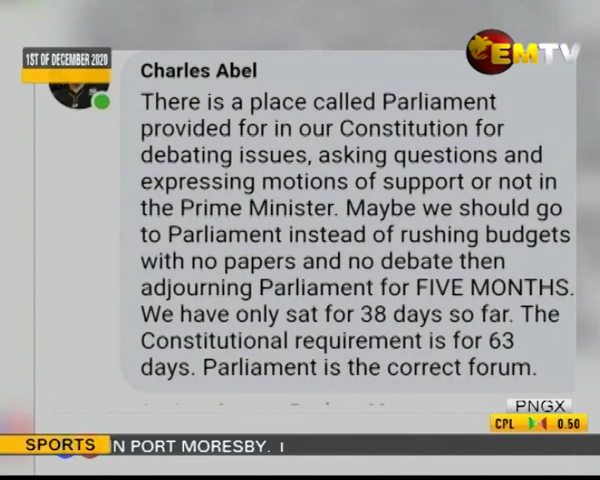 1ST OF DECEMBER 2020
EMTV
Charles Abel
There is a place called Parliament
provided for in our Constitution for
debating issues, asking questions and
expressing motions of support or not in
the Prime Minister. Maybe we should go
to Parliament instead of rushing budgets
with no papers and no debate then
adjourning Parliament for FIVE MONTHS.
We have only sat for 38 days so far. The
Constitutional requirement is for 63
days. Parliament is the correct forum.
PNGX
CPL 0.50
SPORTS N PORT MORESBY. I